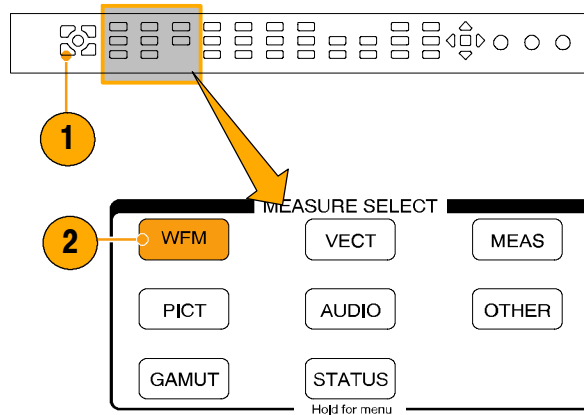 1
MEASURE SELECT
2
WFM
VECT
MEAS
PICT
AUDIO
OTHER
GAMUT
STATUS
Hold for menu